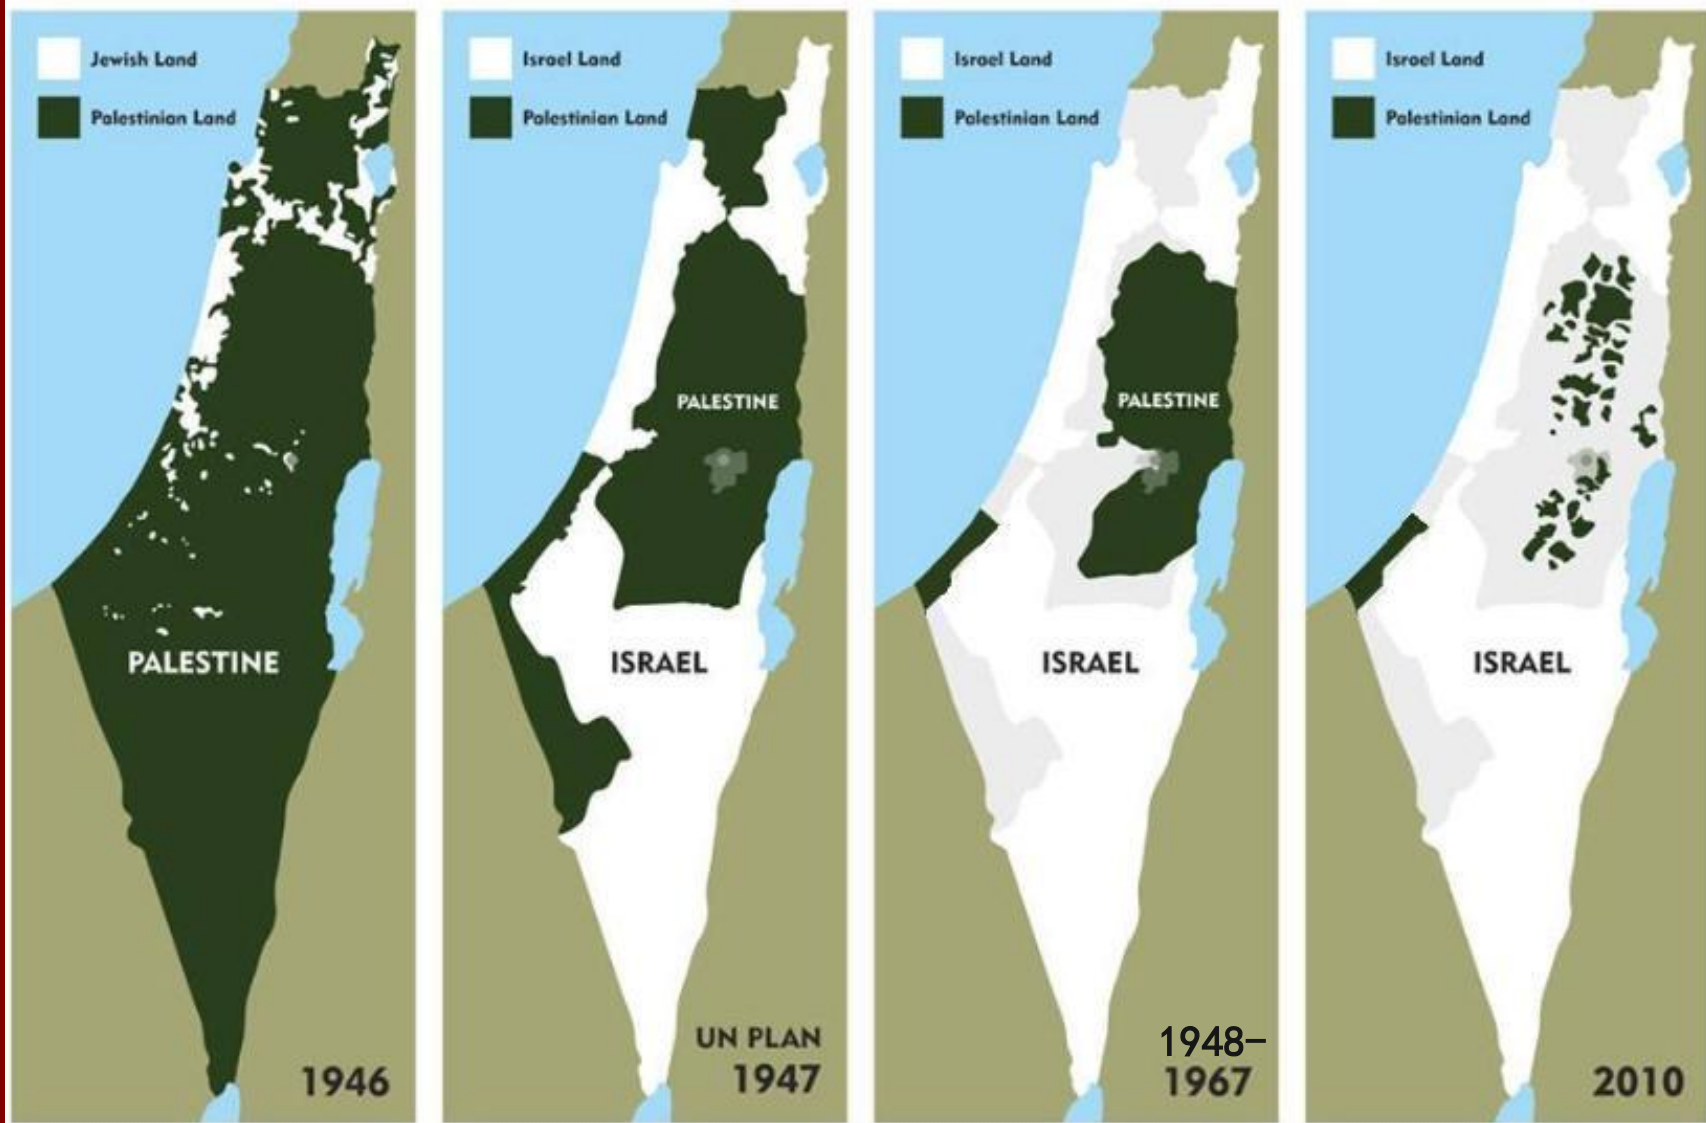 Jewish Land
Palestinian Land
PALESTINE
1946
Israel Land
Palestinian Land
PALESTINE
ISRAEL
UN PLAN
1947
Israel Land
Palestinian Land
PALESTINE
ISRAEL
1948–
1967
Israel Land
Palestinian Land
ISRAEL
2010